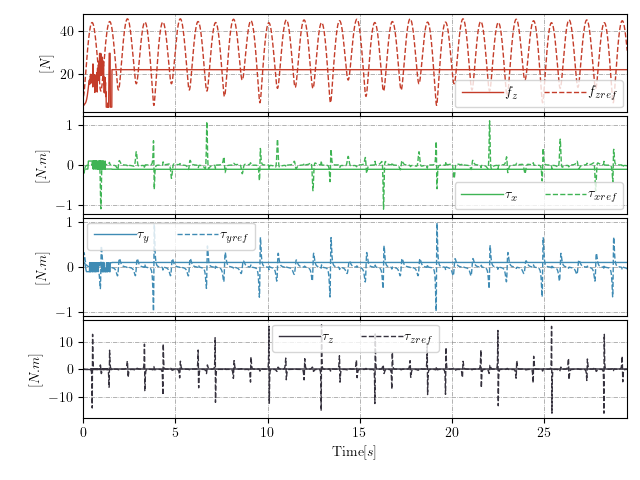 40
20
[N]
f_z f_zref
1
0
−1
[N.m]
τ_x τ_xref
1
0
−1
[N.m]
τ_y τ_yref
10
0
−10
[N.m]
τ_z τ_zref
0 5 10 15 20 25
Time[s]